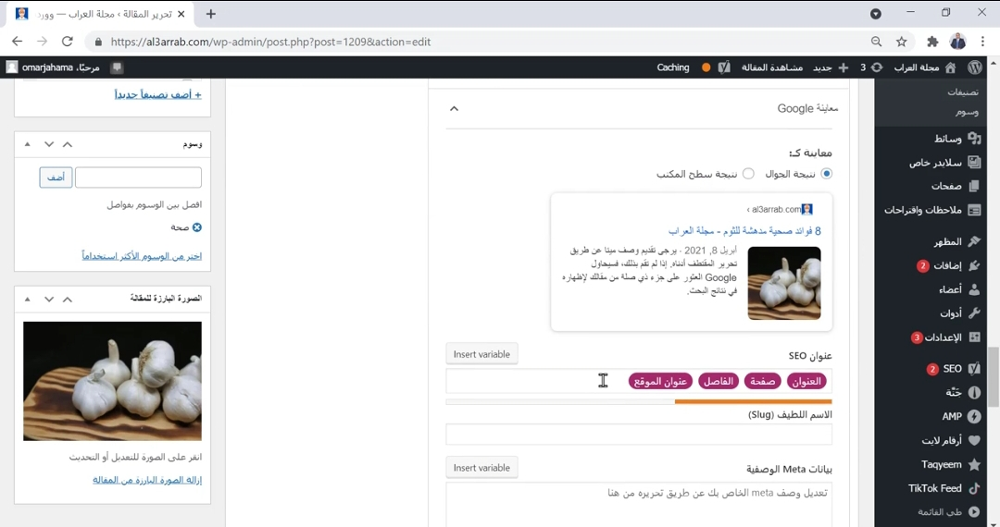 تحرير المقالة ‹ مجلة العراب — وورد
https://al3arrab.com/wp-admin/post.php?post=1209&action=edit
مجلة العراب
3
جديد
مشاهدة المقالة
Caching
مرحبًا، omarjahama
تصنيفات
وسوم
وسائط
سلايدر خاص
صفحات
ملاحظات واقتراحات
المظهر
إضافات 2
أعضاء
أدوات
الإعدادات 3
SEO 2
جَنَّة
AMP
أرقام لايت
Taqyeem
TikTok Feed
طي القائمة
معاينة Google
معاينة كـ:
نتيجة الجوال
نتيجة سطح المكتب
al3arrab.com ›
8 فوائد صحية مدهشة للثوم - مجلة العراب
أبريل 8, 2021 · يرجى تقديم وصف ميتا عن طريق
تحرير المقتطف أدناه. إذا لم تقم بذلك، فسيحاول
Google العثور على جزء ذي صلة من مقالك لإظهاره
في نتائج البحث.
عنوان SEO
Insert variable
العنوان صفحة الفاصل عنوان الموقع
الاسم اللطيف (Slug)
بيانات Meta الوصفية
Insert variable
تعديل وصف meta الخاص بك عن طريق تحريره من هنا
+ أضف تصنيفاً جديداً
وسوم
أضف
افصل بين الوسوم بفواصل
صحة
اختر من الوسوم الأكثر استخداماً
الصورة البارزة للمقالة
انقر على الصورة للتعديل أو التحديث
إزالة الصورة البارزة من المقالة